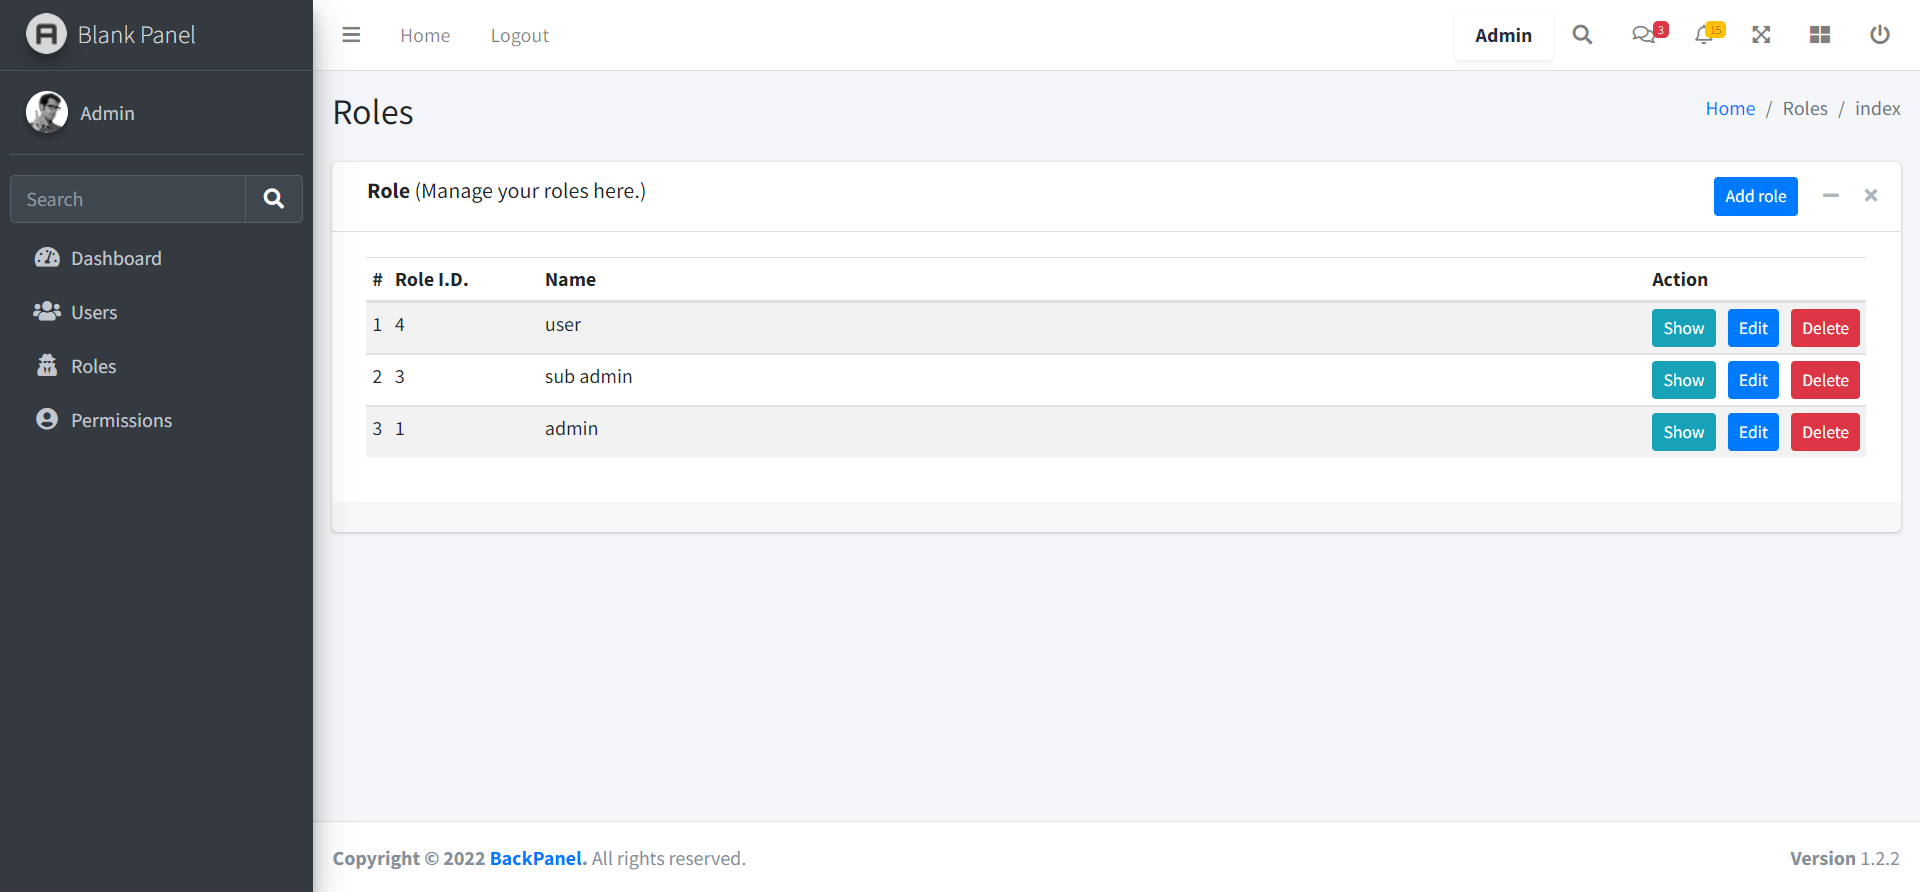 Blank Panel
Home
Logout
Admin
3
15
Admin
Search
Dashboard
Users
Roles
Permissions
Roles
Home / Roles / index
Role (Manage your roles here.)
Add role
# Role I.D. Name Action
1 4 user Show Edit Delete
2 3 sub admin Show Edit Delete
3 1 admin Show Edit Delete
Copyright © 2022 BackPanel. All rights reserved.
Version 1.2.2